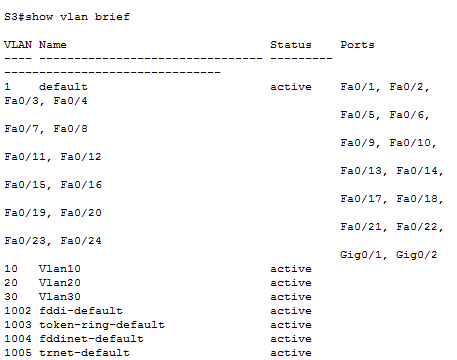 S3#show vlan brief
VLAN Name                             Status    Ports
---- -------------------------------- ---------
-------------------------------
1    default                          active    Fa0/1, Fa0/2,
Fa0/3, Fa0/4
                                                Fa0/5, Fa0/6,
Fa0/7, Fa0/8
                                                Fa0/9, Fa0/10,
Fa0/11, Fa0/12
                                                Fa0/13, Fa0/14,
Fa0/15, Fa0/16
                                                Fa0/17, Fa0/18,
Fa0/19, Fa0/20
                                                Fa0/21, Fa0/22,
Fa0/23, Fa0/24
                                                Gig0/1, Gig0/2
10   Vlan10                           active
20   Vlan20                           active
30   Vlan30                           active
1002 fddi-default                     active
1003 token-ring-default               active
1004 fddinet-default                  active
1005 trnet-default                    active